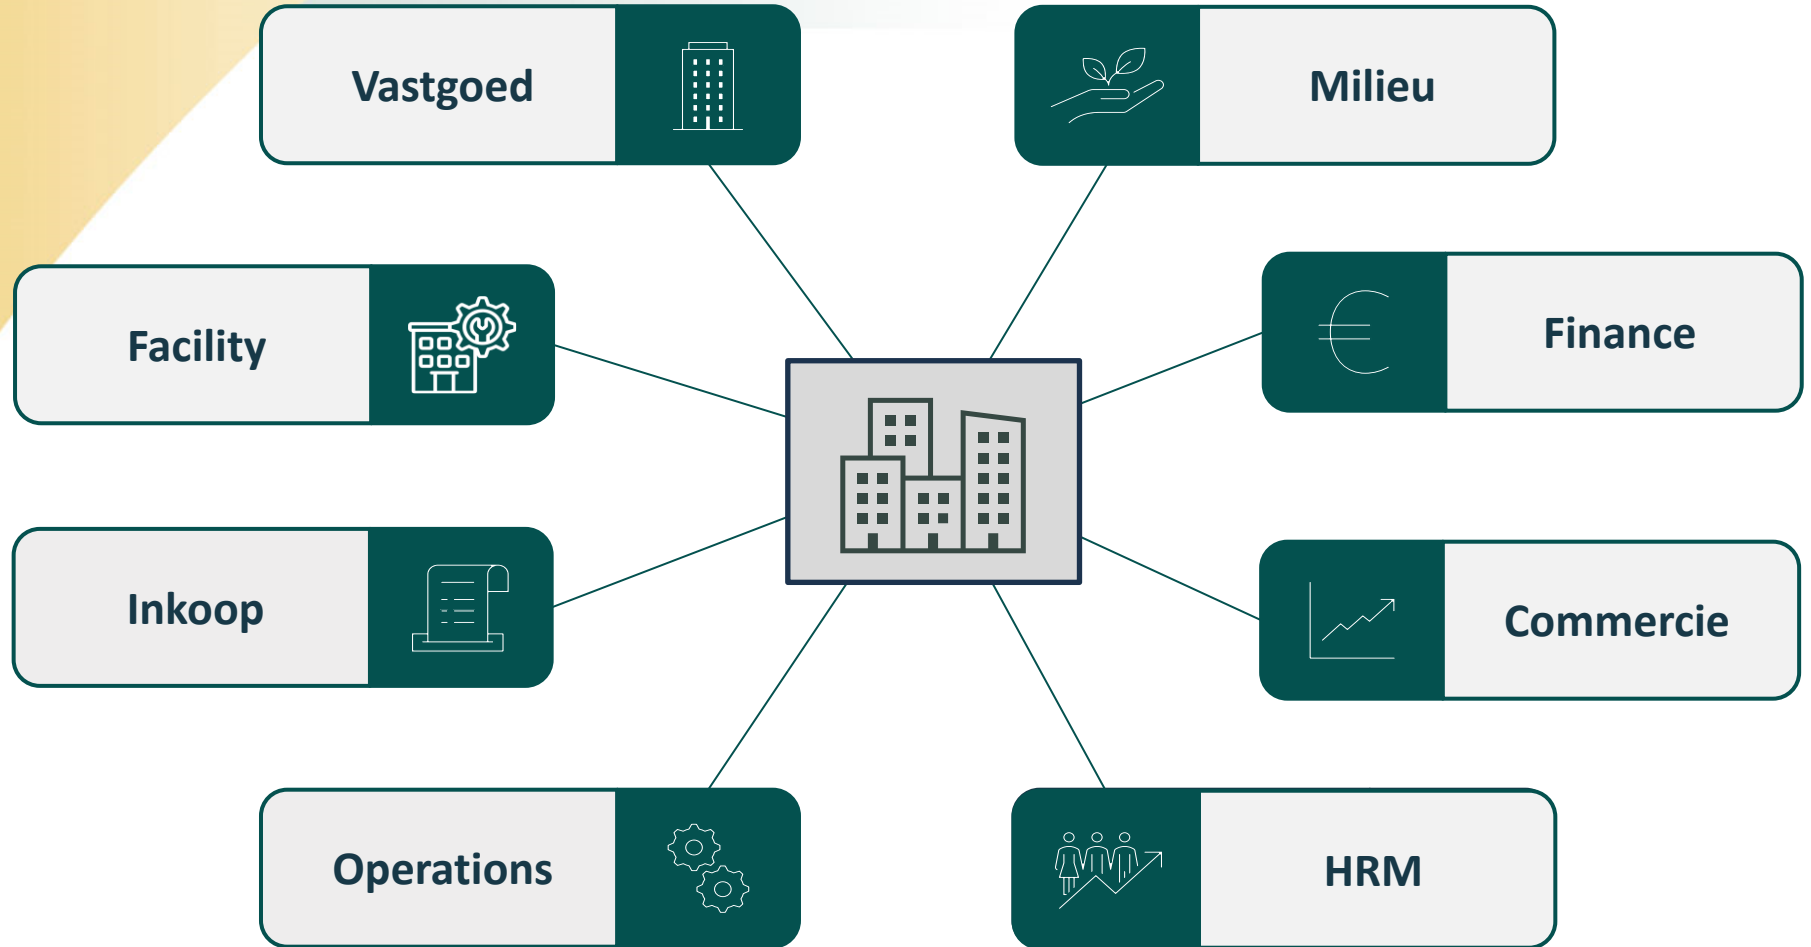 Vastgoed
Milieu
Facility
Finance
Inkoop
Commercie
Operations
HRM